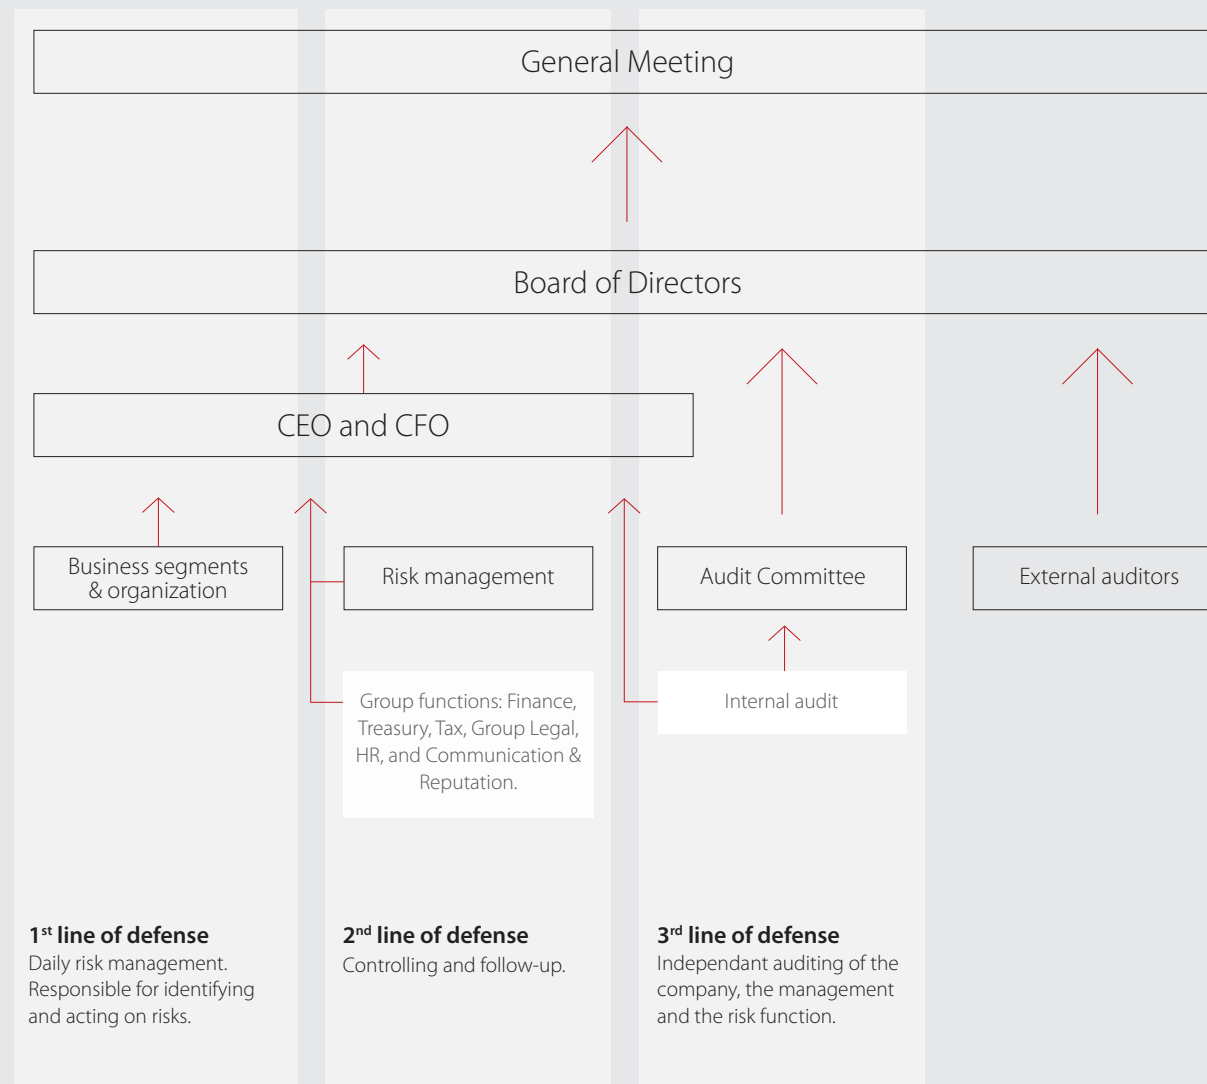 General Meeting
Board of Directors
CEO and CFO
Business segments
& organization
Risk management
Audit Committee
External auditors
Group functions: Finance,
Treasury, Tax, Group Legal,
HR, and Communication &
Reputation.
Internal audit
1st line of defense
Daily risk management.
Responsible for identifying
and acting on risks.
2nd line of defense
Controlling and follow-up.
3rd line of defense
Independant auditing of the
company, the management
and the risk function.